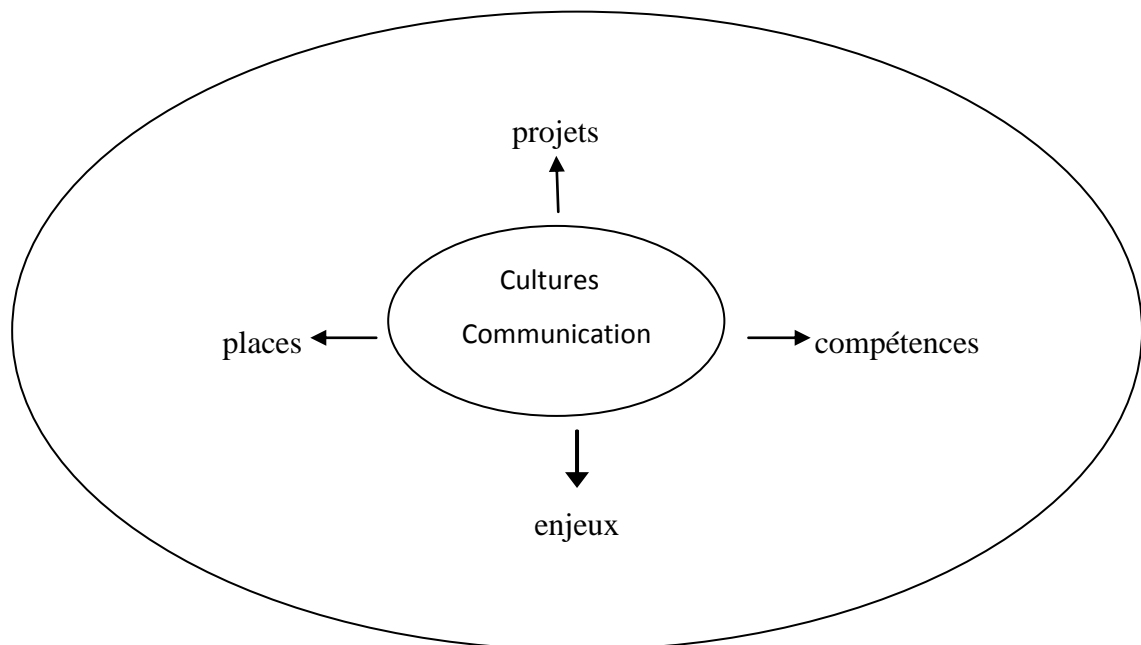 projets
Cultures
Communication
places
compétences
enjeux